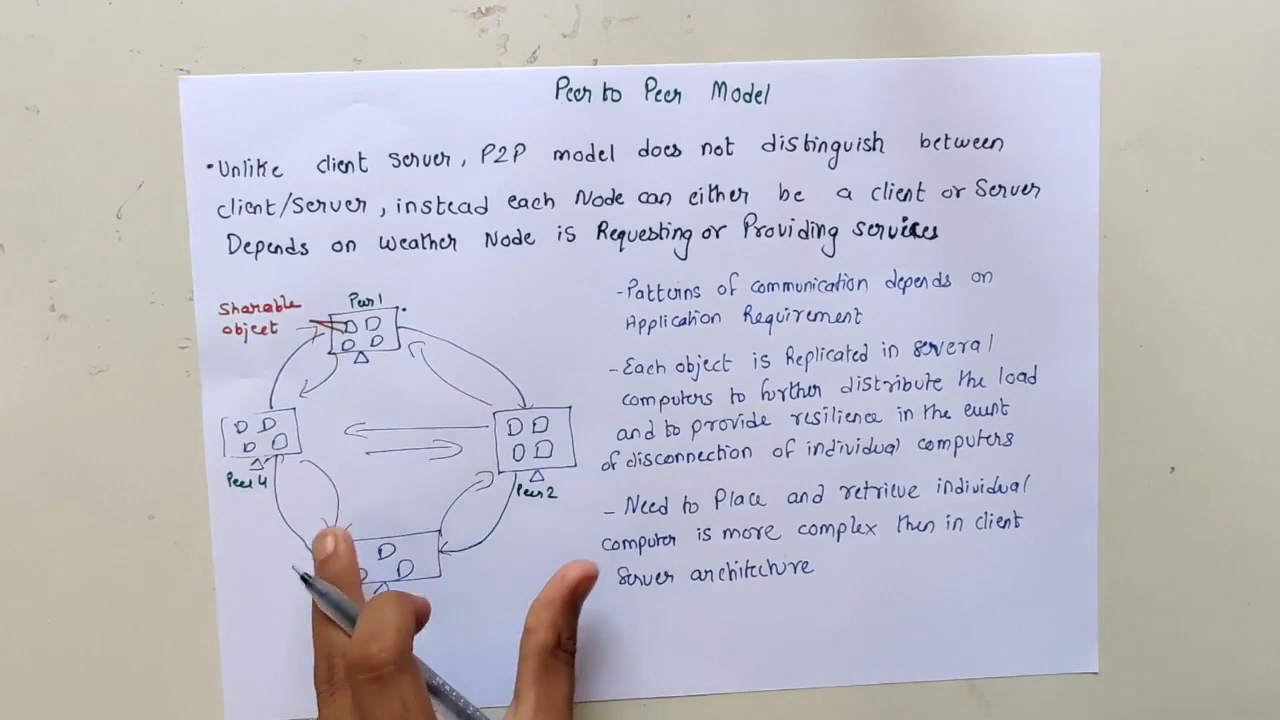 Peer to Peer Model
•Unlike client server, P2P model does not distinguish between
client/server, instead each Node can either be a client or Server
Depends on weather Node is Requesting or Providing services
-Patterns of communication depends on
Application Requirement
-Each object is Replicated in several
computers to further distribute the load
and to provide resilience in the event
of disconnection of individual computers
- Need to Place and retrieve individual
computer is more complex then in client
Server architecture
Sharable
object
Peer 1
Peer 4
Peer 2